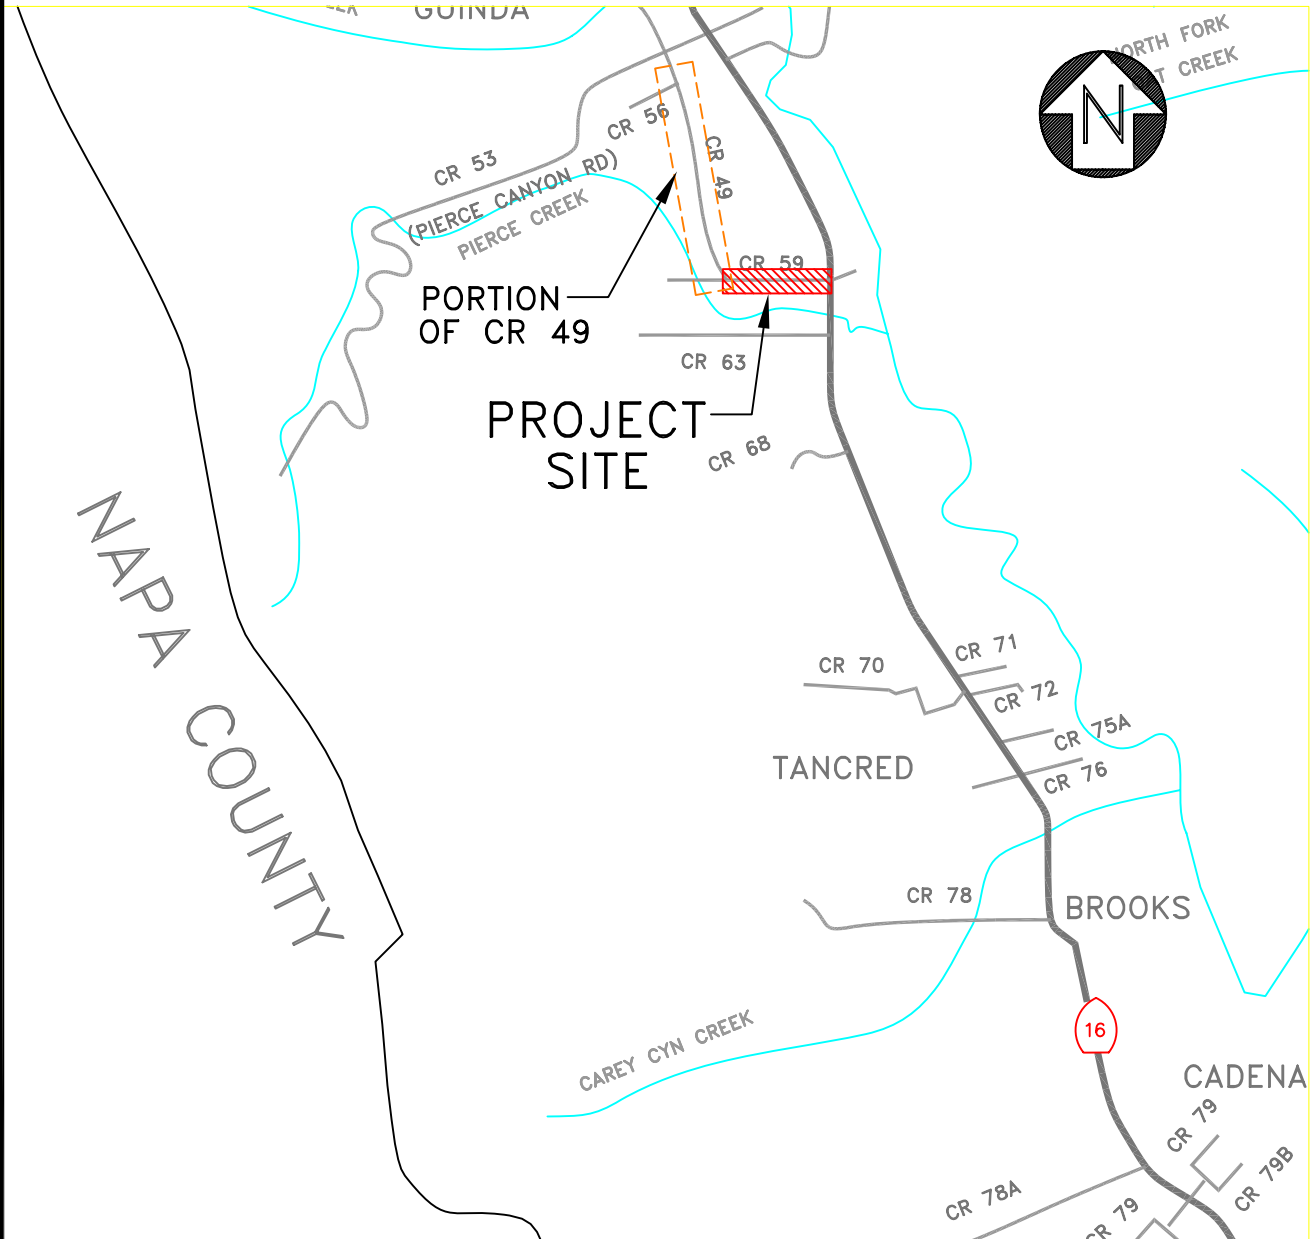 GUINDA
NORTH FORK
CREEK
N
CR 56
CR 53
(PIERCE CANYON RD)
PIERCE CREEK
CR 49
CR 59
PORTION
OF CR 49
CR 63
PROJECT
SITE
CR 68
NAPA COUNTY
CR 71
CR 70
CR 72
CR 75A
TANCRED
CR 76
CR 78
BROOKS
16
CAREY CYN CREEK
CADENA
CR 79
CR 79B
CR 78A
CR 79